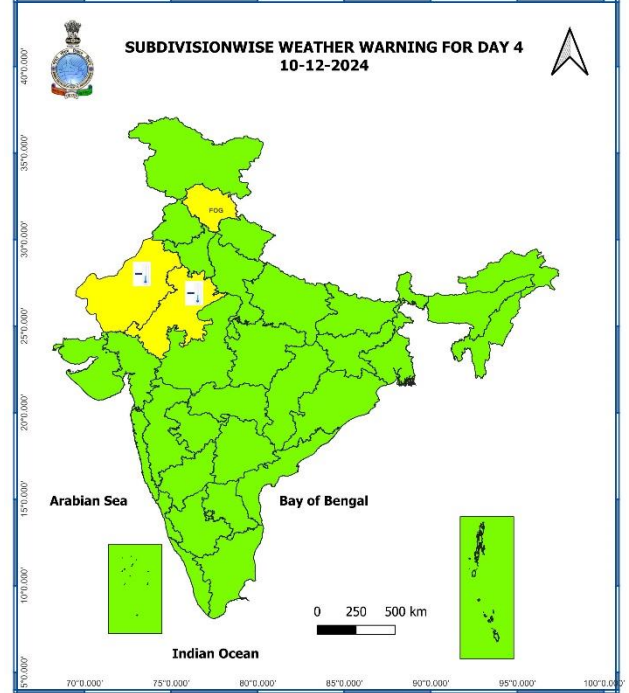 SUBDIVISIONWISE WEATHER WARNING FOR DAY 4
10-12-2024
40°0.000'
35°0.000'
30°0.000'
25°0.000'
20°0.000'
15°0.000'
10°0.000'
5°0.000'
FOG
Arabian Sea
Bay of Bengal
0 250 500 km
Indian Ocean
70°0.000' 75°0.000' 80°0.000' 85°0.000' 90°0.000' 95°0.000' 100°0.000'